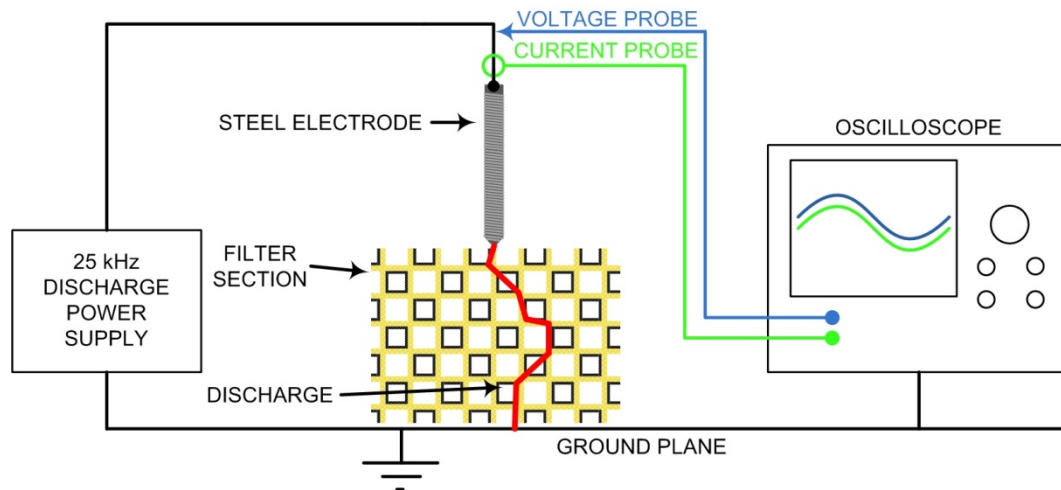 VOLTAGE PROBE
CURRENT PROBE
STEEL ELECTRODE
OSCILLOSCOPE
25 kHz
DISCHARGE
POWER
SUPPLY
FILTER
SECTION
DISCHARGE
GROUND PLANE